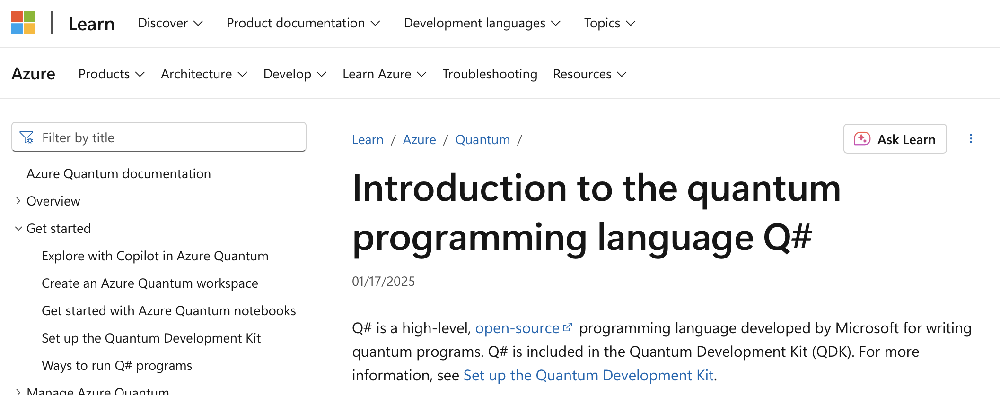 Learn Discover Product documentation Development languages Topics
Azure Products Architecture Develop Learn Azure Troubleshooting Resources
Filter by title
Azure Quantum documentation
Overview
Get started
Explore with Copilot in Azure Quantum
Create an Azure Quantum workspace
Get started with Azure Quantum notebooks
Set up the Quantum Development Kit
Ways to run Q# programs
Manage Azure Quantum
Learn / Azure / Quantum /
Ask Learn
Introduction to the quantum
programming language Q#
01/17/2025
Q# is a high-level, open-source programming language developed by Microsoft for writing
quantum programs. Q# is included in the Quantum Development Kit (QDK). For more
information, see Set up the Quantum Development Kit.